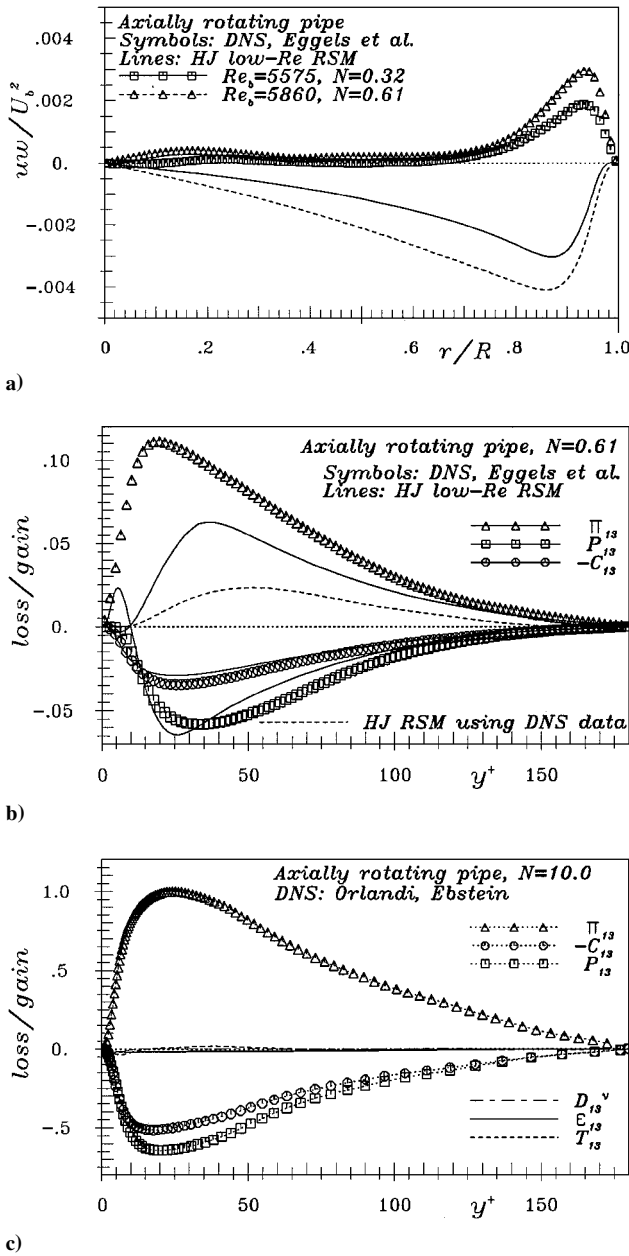 Axially rotating pipe
Symbols: DNS, Eggels et al.
Lines: HJ low-Re RSM
Re_b=5575, N=0.32
Re_b=5860, N=0.61
uw/U_b^2
.004
.002
0.
-.002
-.004
0 .2 .4 .6 .8 1.0
r/R
a)
Axially rotating pipe, N=0.61
Symbols: DNS, Eggels et al.
Lines: HJ low-Re RSM
Π_13
P_13
-C_13
loss/gain
.10
.05
0.
-.05
HJ RSM using DNS data
0 50 100 150
y^+
b)
Axially rotating pipe, N=10.0
DNS: Orlandi, Ebstein
Π_13
-C_13
P_13
loss/gain
1.0
.5
0.
-.5
D_13^ν
ε_13
T_13
0 50 100 150
y^+
c)